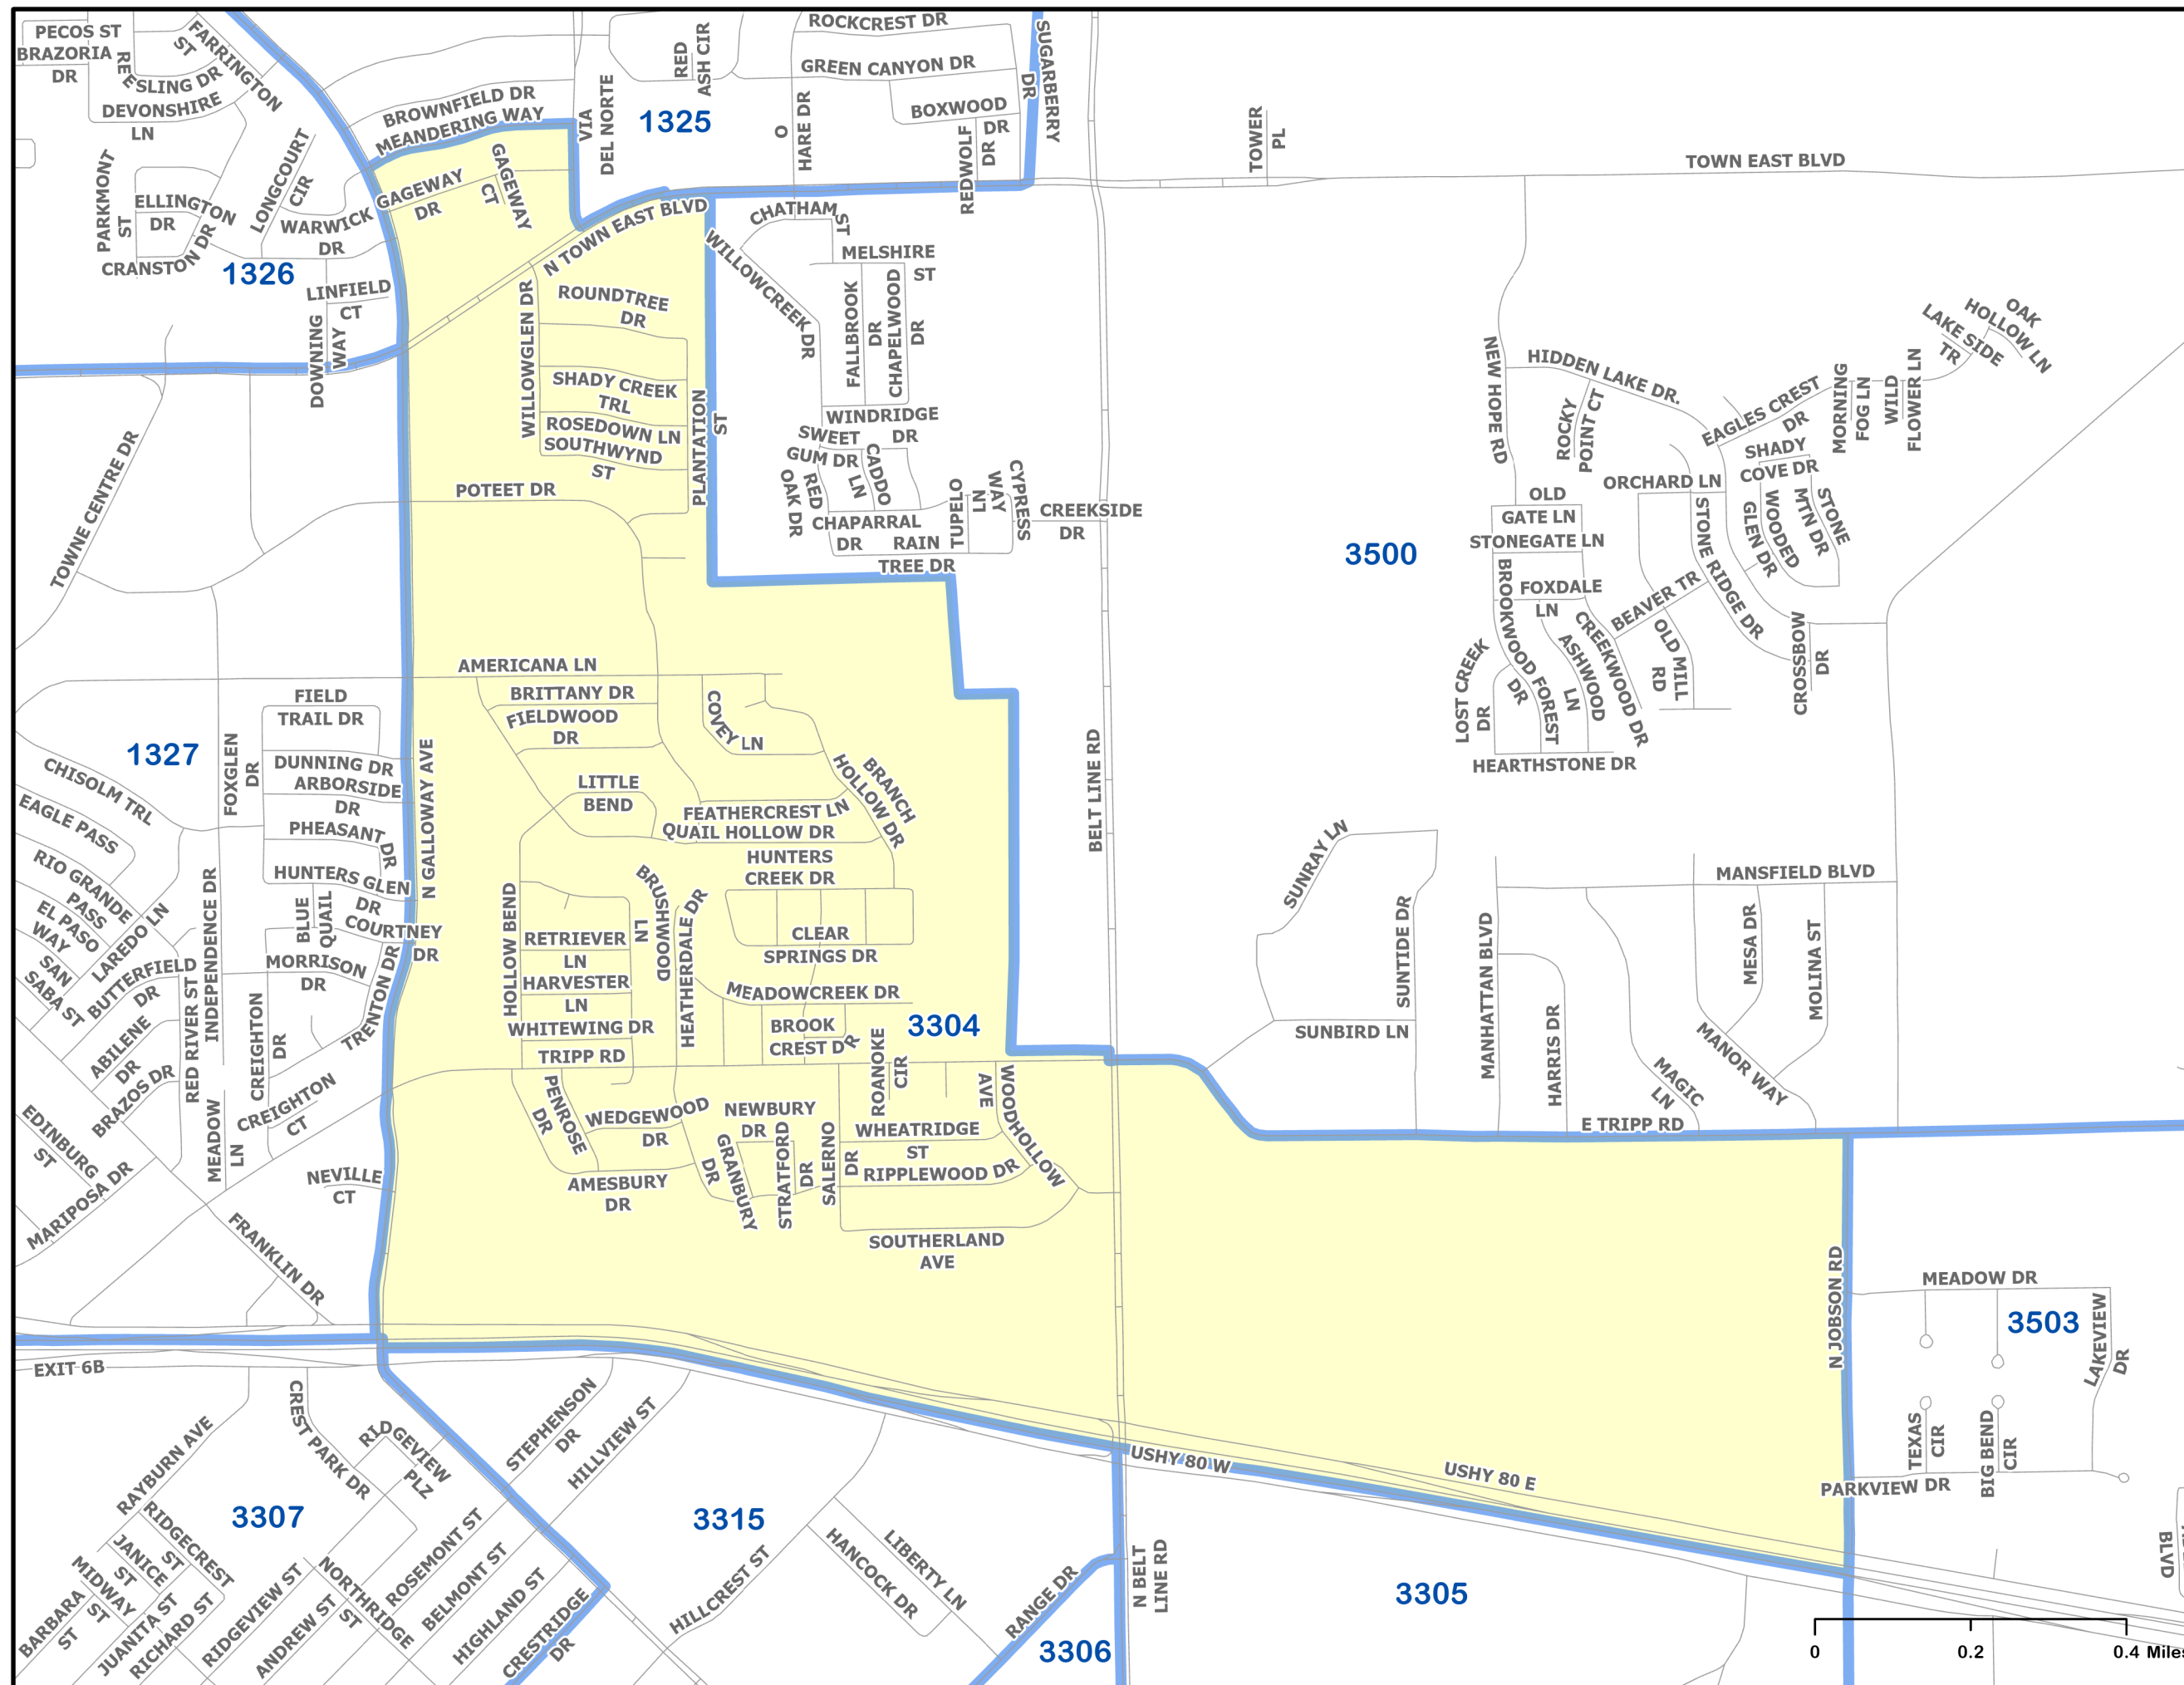 PECOS ST
BRAZORIA
DR
RE
ESLING DR
ST
FARRINGTON
DEVONSHIRE
LN
BROWNFIELD DR
MEANDERING WAY
VIA
DEL NORTE
RED
ASH CIR
1325
ROCKCREST DR
GREEN CANYON DR
BOXWOOD
DR
O
HARE DR
REDWOLF
DR
SUGARBERRY
DR
TOWER
PL
TOWN EAST BLVD
PARKMONT
ST
ELLINGTON
DR
CRANSTON DR
LONGCOURT
CIR
WARWICK
DR
GAGEWAY
DR
GAGEWAY
CT
1326
LINFIELD
CT
DOWNING
WAY
N TOWN EAST BLVD
WILLOWCREEK DR
CHATHAM
ST
MELSHIRE
ST
FALLBROOK
DR
CHAPELWOOD
DR
WINDRIDGE
DR
WILLOWGLEN DR
ROUNDTREE
DR
SHADY CREEK
TRL
ROSEDOWN LN
SOUTHWYND
ST
PLANTATION
ST
SWEET
GUM DR
CADDO
LN
RED
OAK DR
CHAPARRAL
DR
RAIN
TREE DR
TUPELO
LN
CYPRESS
WAY
CREEKSIDE
DR
POTEET DR
TOWNE CENTRE DR
3500
NEW HOPE RD
HIDDEN LAKE DR.
ROCKY
POINT CT
EAGLES CREST
DR
MORNING
FOG LN
WILD
FLOWER LN
LAKE SIDE
TR
OAK
HOLLOW LN
SHADY
COVE DR
ORCHARD LN
OLD
GATE LN
STONEGATE LN
FOXDALE
LN
STONE RIDGE DR
WOODED
GLEN DR
STONE
MTN DR
BEAVER TR
BROOKWOOD
DR
FOREST
ASHWOOD
LN
CREEKWOOD DR
OLD MILL
RD
CROSSBOW
DR
LOST CREEK
DR
HEARTHSTONE DR
AMERICANA LN
BRITTANY DR
FIELDWOOD
DR
COVEY LN
FIELD
TRAIL DR
1327
FOXGLEN
DR
DUNNING DR
ARBORSIDE
DR
PHEASANT
DR
HUNTERS GLEN
DR
N GALLOWAY AVE
CHISOLM TRL
EAGLE PASS
RIO GRANDE
PASS
EL PASO
WAY
SAN
SABA ST
LAREDO LN
BUTTERFIELD
DR
ABILENE
DR
BRAZOS DR
RED RIVER ST
INDEPENDENCE DR
BLUE
QUAIL
COURTNEY
DR
MORRISON
DR
TRENTON DR
CREIGHTON
DR
CREIGHTON
CT
MEADOW
LN
EDINBURG
ST
MARIPOSA DR
NEVILLE
CT
FRANKLIN DR
LITTLE
BEND
FEATHERCREST LN
QUAIL HOLLOW DR
BRANCH
HOLLOW DR
HUNTERS
CREEK DR
CLEAR
SPRINGS DR
BRUSHWOOD
LN
HEATHERDALE DR
HOLLOW BEND
RETRIEVER
LN
HARVESTER
LN
WHITEWING DR
TRIPP RD
MEADOWCREEK DR
BROOK
CREST DR
3304
ROANOKE
CIR
BELT LINE RD
PENROSE
DR
WEDGEWOOD
DR
AMESBURY
DR
NEWBURY
DR
GRANBURY
DR
STRATFORD
DR
SALERNO
DR
WHEATRIDGE
ST
RIPPLEWOOD DR
WOODHOLLOW
AVE
SOUTHERLAND
AVE
SUNRAY LN
SUNTIDE DR
SUNBIRD LN
MANHATTAN BLVD
HARRIS DR
MANSFIELD BLVD
MESA DR
MOLINA ST
MANOR WAY
MAGIC
LN
E TRIPP RD
N JOBSON RD
MEADOW DR
3503
LAKEVIEW
DR
TEXAS
CIR
BIG BEND
CIR
PARKVIEW DR
BLVD
EXIT 6B
CREST PARK DR
RIDGEVIEW
PLZ
RAYBURN AVE
3307
STEPHENSON
DR
HILLVIEW ST
RIDGECREST
ST
JANICE
ST
MIDWAY
ST
BARBARA
ST
JUANITA ST
RICHARD ST
RIDGEVIEW ST
NORTHRIDGE
ST
ANDREW ST
ROSEMONT ST
BELMONT ST
HIGHLAND ST
CRESTRIDGE
DR
3315
HILLCREST ST
HANCOCK DR
LIBERTY LN
RANGE DR
3306
N BELT
LINE RD
USHY 80 W
USHY 80 E
3305
0
0.2
0.4 Miles